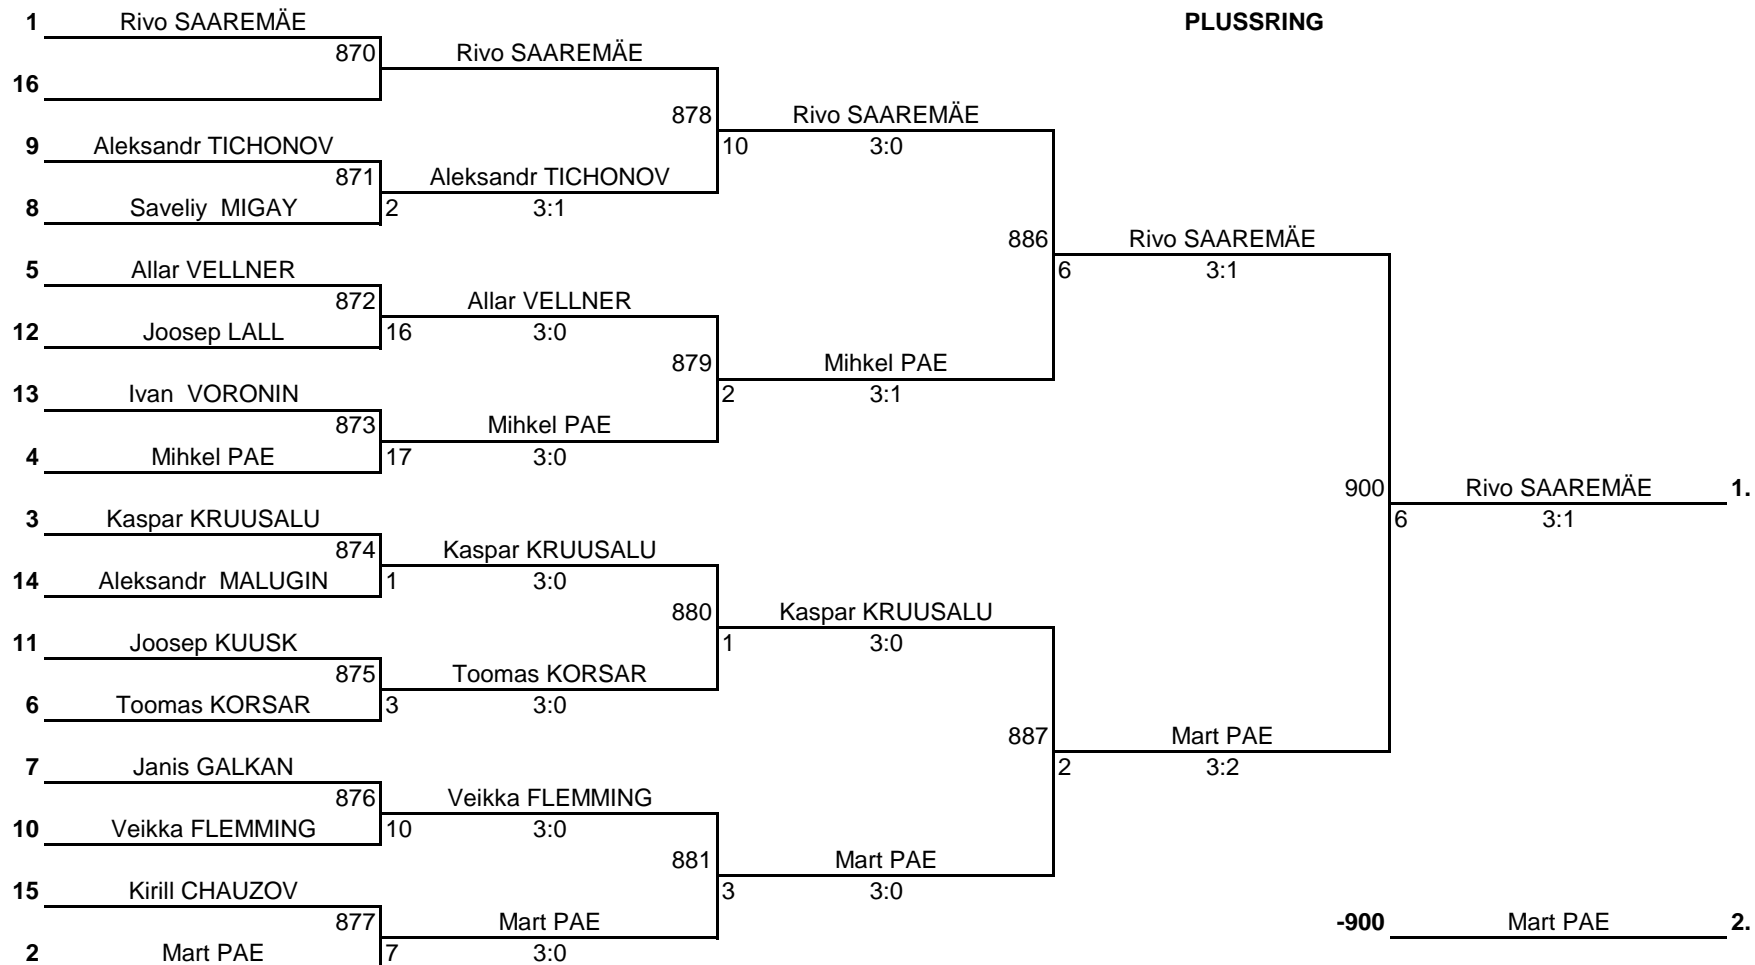 1 Rivo SAAREMÄE PLUSSRING
870 Rivo SAAREMÄE
16
878 Rivo SAAREMÄE
9 Aleksandr TICHONOV 10 3:0
871 Aleksandr TICHONOV
8 Saveliy MIGAY 2 3:1
886 Rivo SAAREMÄE
5 Allar VELLNER 6 3:1
872 Allar VELLNER
12 Joosep LALL 16 3:0
879 Mihkel PAE
13 Ivan VORONIN 2 3:1
873 Mihkel PAE
4 Mihkel PAE 17 3:0
900 Rivo SAAREMÄE 1.
3 Kaspar KRUUSALU 6 3:1
874 Kaspar KRUUSALU
14 Aleksandr MALUGIN 1 3:0
880 Kaspar KRUUSALU
11 Joosep KUUSK 1 3:0
875 Toomas KORSAR
6 Toomas KORSAR 3 3:0
887 Mart PAE
7 Janis GALKAN 2 3:2
876 Veikka FLEMMING
10 Veikka FLEMMING 10 3:0
881 Mart PAE
15 Kirill CHAUZOV 3 3:0
877 Mart PAE -900 Mart PAE 2.
2 Mart PAE 7 3:0